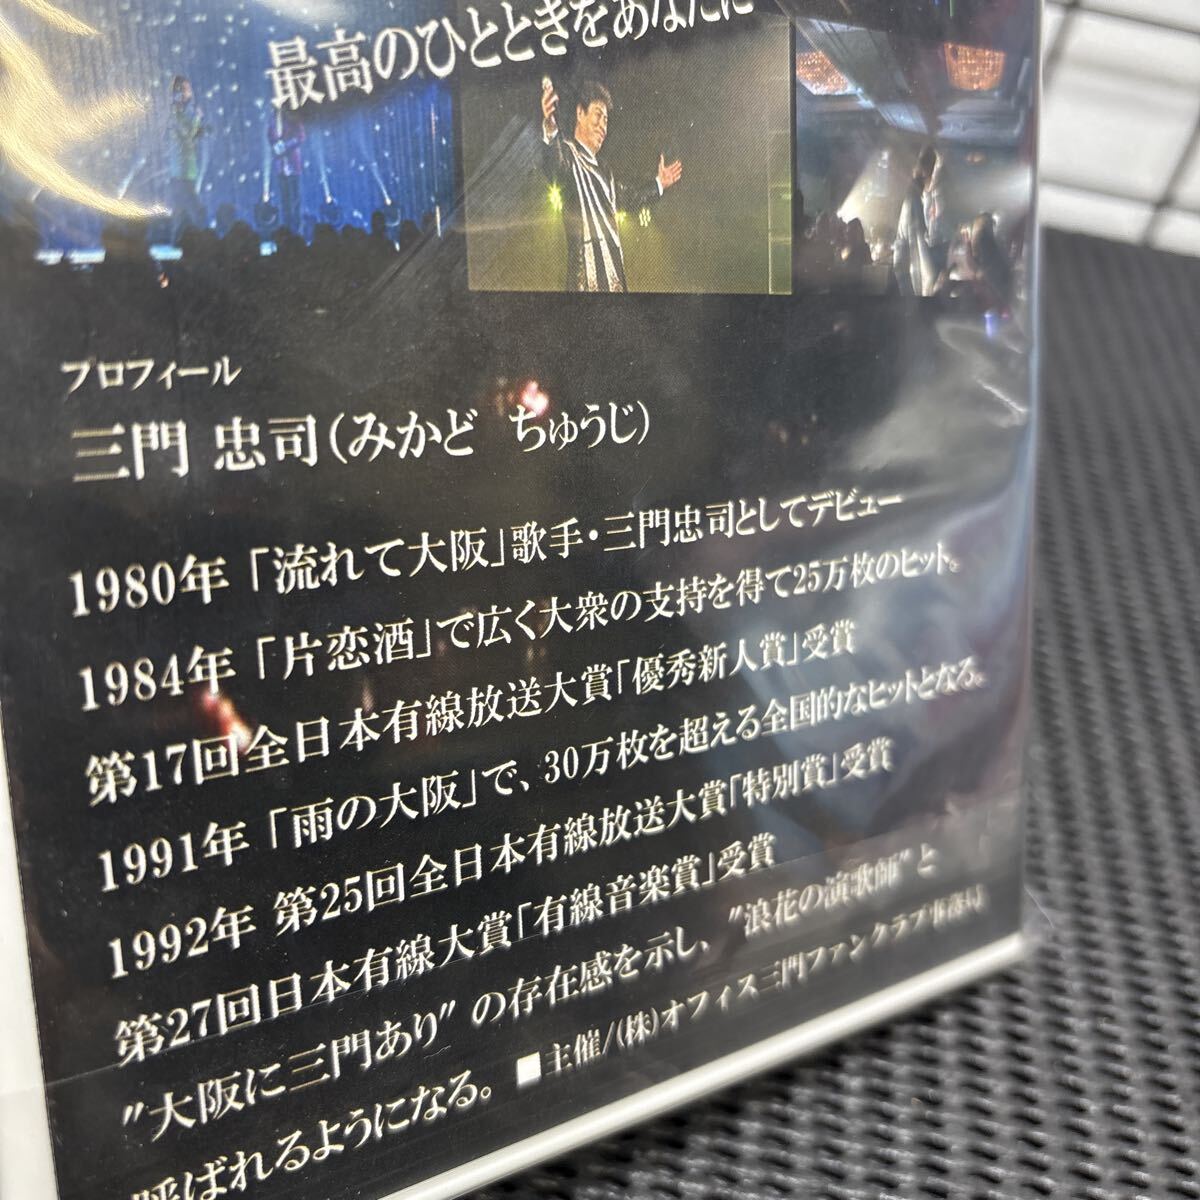 最高のひとときをあなたに
プロフィール
三門 忠司(みかど ちゅうじ)
1980年「流れて大阪」歌手・三門忠司としてデビュー
1984年「片恋酒」で広く大衆の支持を得て25万枚のヒット。
第17回全日本有線放送大賞「優秀新人賞」受賞
1991年「雨の大阪」で、30万枚を超える全国的なヒットとなる。
1992年 第25回全日本有線放送大賞「特別賞」受賞
第27回日本有線大賞「有線音楽賞」受賞
"大阪に三門あり"の存在感を示し、"浪花の演歌師"と
呼ばれるようになる。■主催/(株)オフィス三門ファンクラブ事務局